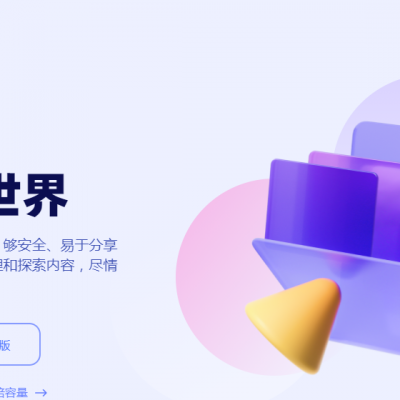 世界
够安全、易于分享
和探索内容，尽情
版
容量 →